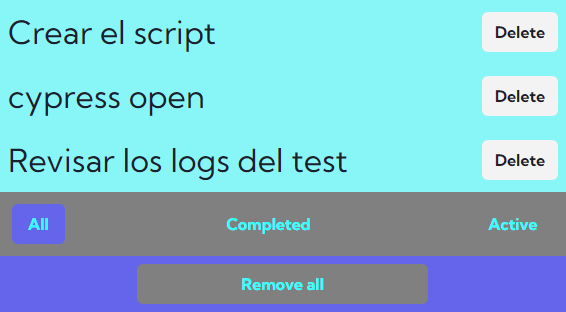 Crear el script Delete
cypress open Delete
Revisar los logs del test Delete
All Completed Active
Remove all